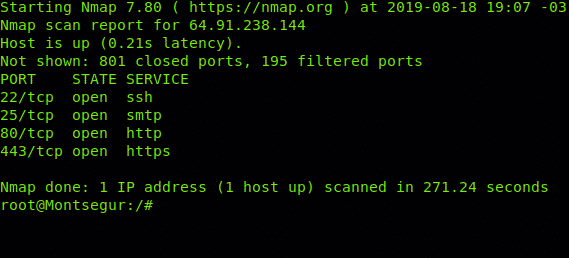 Starting Nmap 7.80 ( https://nmap.org ) at 2019-08-18 19:07 -03
Nmap scan report for 64.91.238.144
Host is up (0.21s latency).
Not shown: 801 closed ports, 195 filtered ports
PORT    STATE SERVICE
22/tcp  open  ssh
25/tcp  open  smtp
80/tcp  open  http
443/tcp open  https
Nmap done: 1 IP address (1 host up) scanned in 271.24 seconds
root@Montsegur:/#